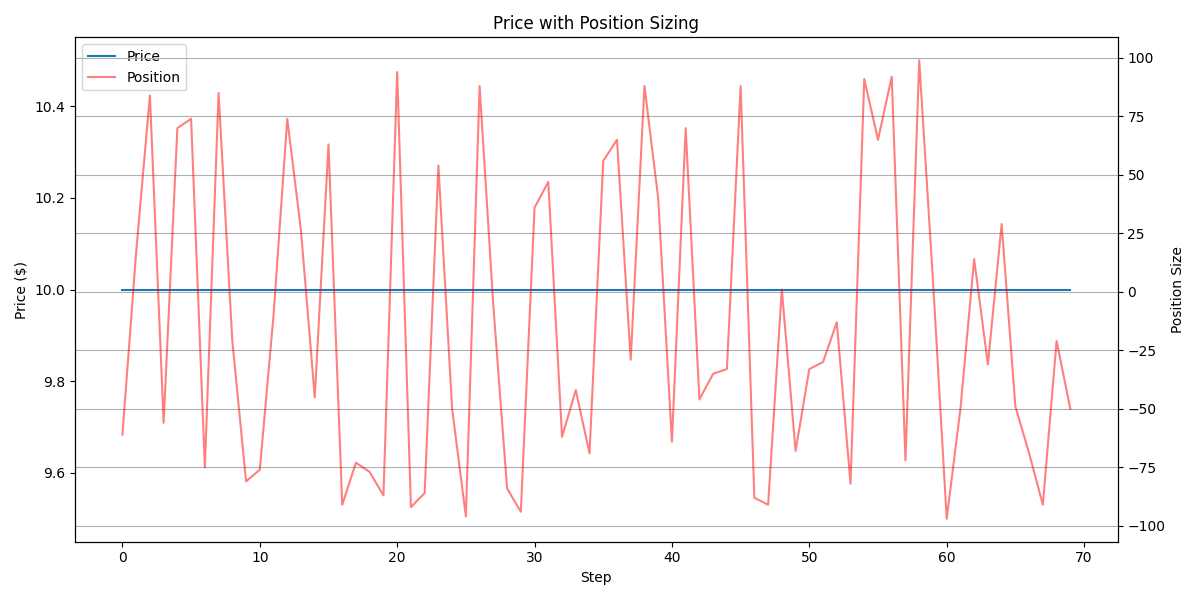 Price with Position Sizing
Price
Position
Price ($)
10.4
10.2
10.0
9.8
9.6
100
75
50
25
0
−25
−50
−75
−100
Position Size
0 10 20 30 40 50 60 70
Step